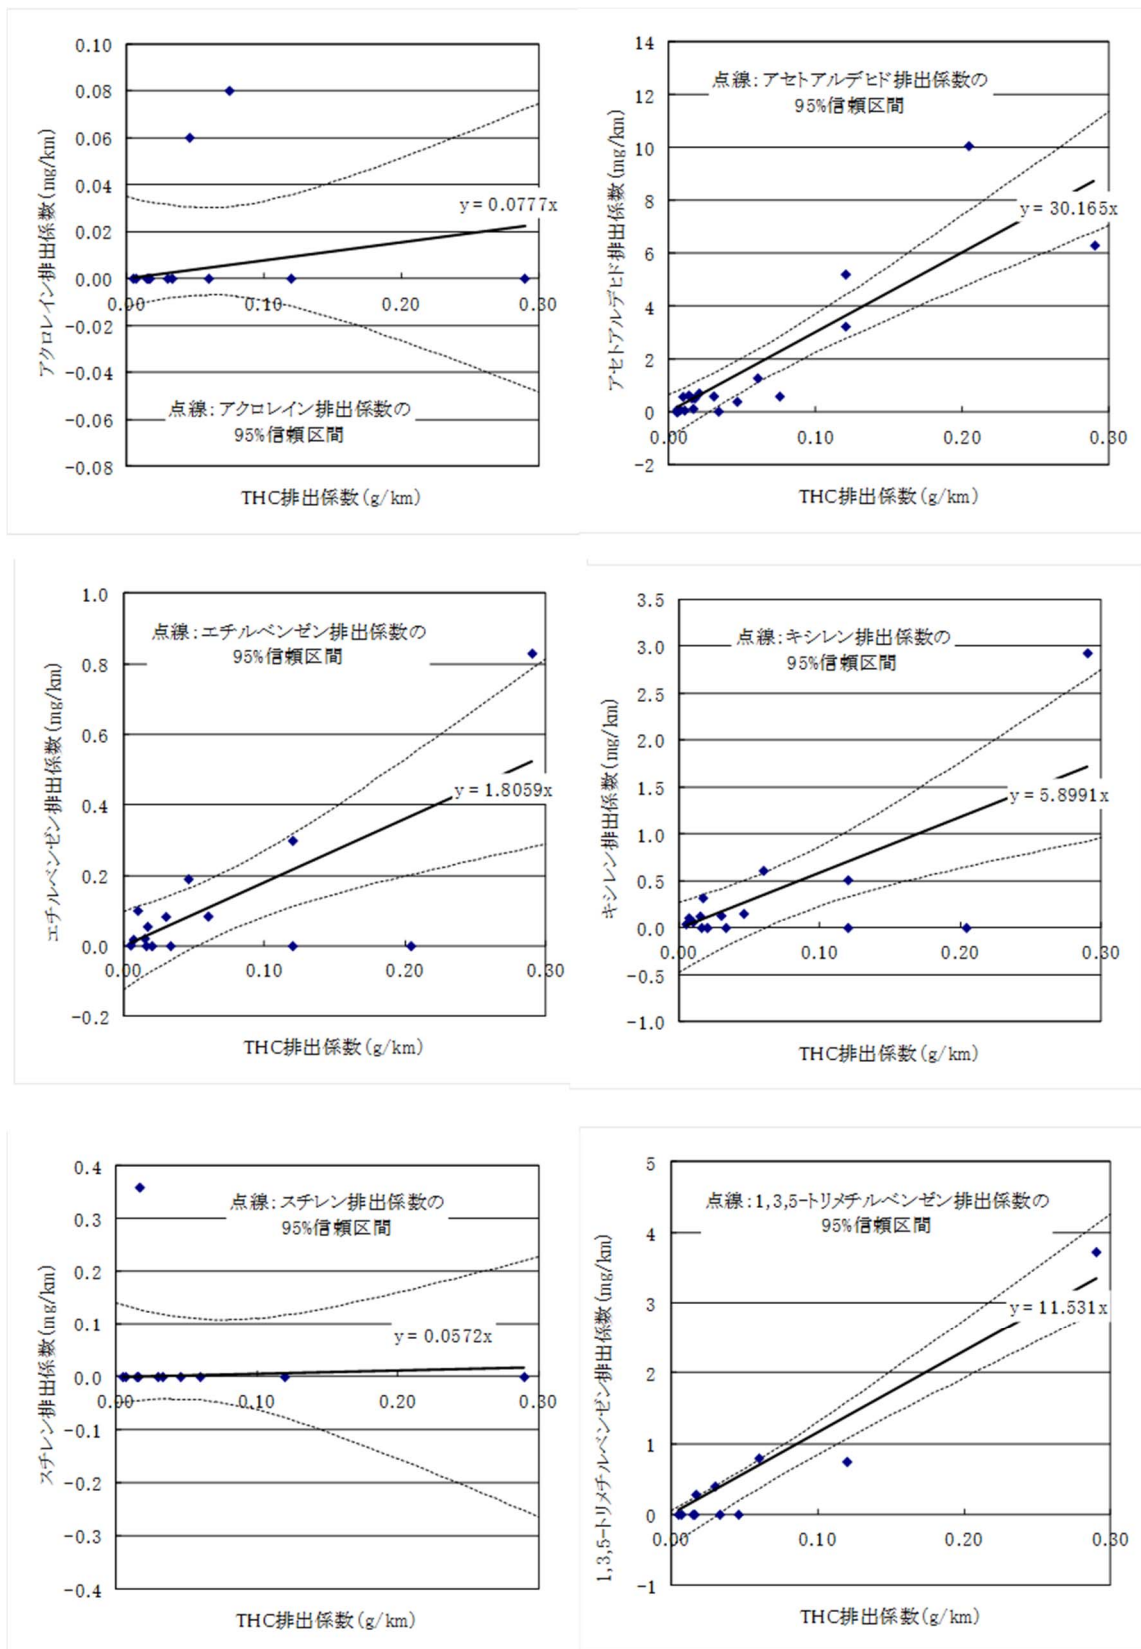 0.10
0.08
0.06
0.04
0.02
0.00
-0.02
-0.04
-0.06
-0.08
アクロレイン排出係数(mg/km)
y = 0.0777x
0.00
0.10
0.20
0.30
点線:アクロレイン排出係数の
95%信頼区間
THC排出係数(g/km)
14
12
10
8
6
4
2
0
-2
アセトアルデヒド排出係数(mg/km)
点線:アセトアルデヒド排出係数の
95%信頼区間
y = 30.165x
0.00
0.10
0.20
0.30
THC排出係数(g/km)
1.0
0.8
0.6
0.4
0.2
0.0
-0.2
エチルベンゼン排出係数(mg/km)
点線:エチルベンゼン排出係数の
95%信頼区間
y = 1.8059x
0.00
0.10
0.20
0.30
THC排出係数(g/km)
3.5
3.0
2.5
2.0
1.5
1.0
0.5
0.0
-0.5
-1.0
キシレン排出係数(mg/km)
点線:キシレン排出係数の
95%信頼区間
y = 5.8991x
0.00
0.10
0.20
0.30
THC排出係数(g/km)
0.4
0.3
0.2
0.1
0.0
-0.1
-0.2
-0.3
-0.4
スチレン排出係数(mg/km)
点線:スチレン排出係数の
95%信頼区間
y = 0.0572x
0.00
0.10
0.20
0.30
THC排出係数(g/km)
5
4
3
2
1
0
-1
1,3,5-トリメチルベンゼン排出係数(mg/km)
点線:1,3,5-トリメチルベンゼン排出係数の
95%信頼区間
y = 11.531x
0.00
0.10
0.20
0.30
THC排出係数(g/km)